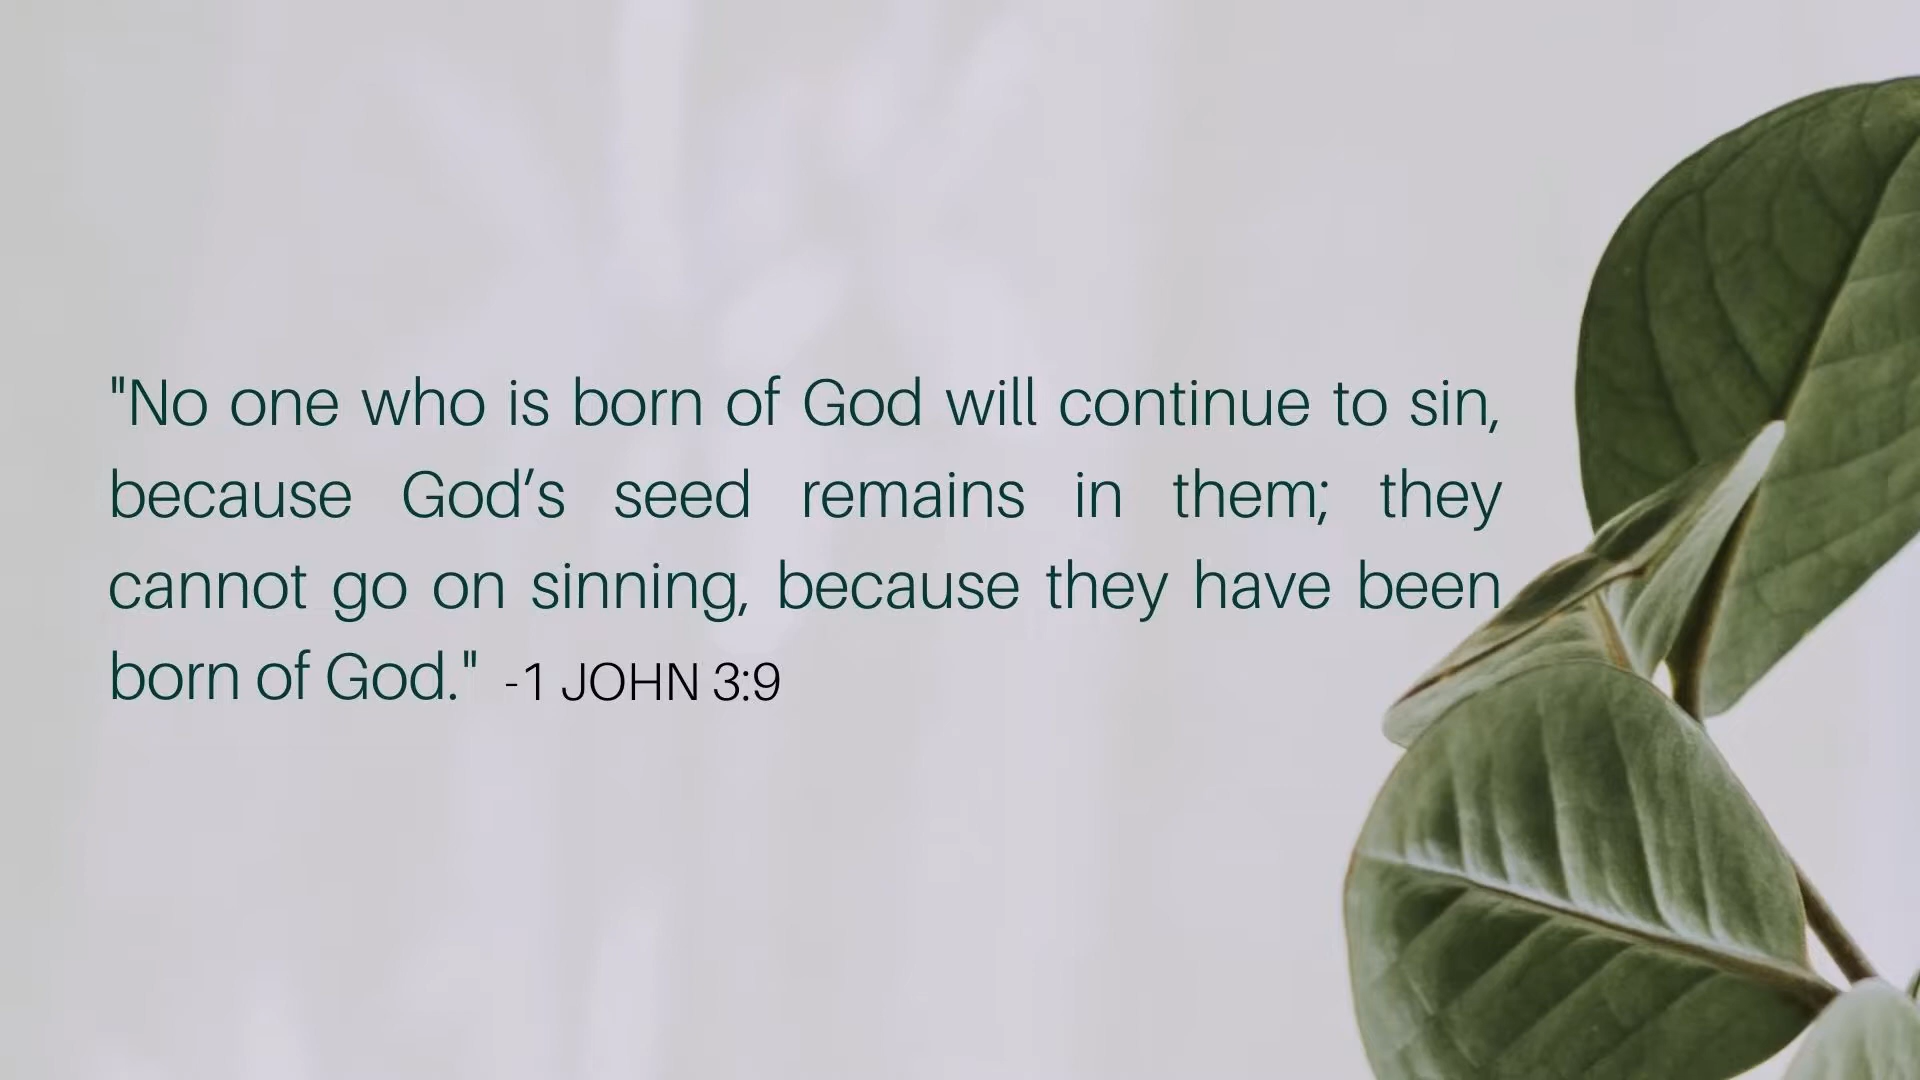 "No one who is born of God will continue to sin,
because God’s seed remains in them; they
cannot go on sinning, because they have been
born of God." -1 JOHN 3:9